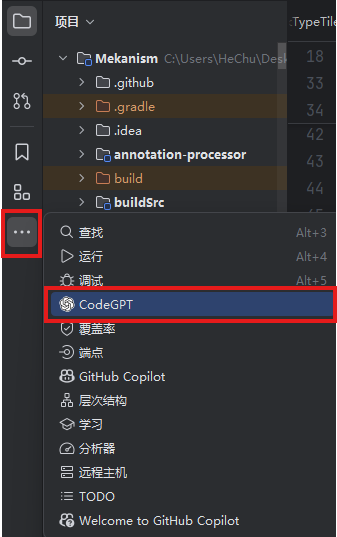 项目
TypeTile
Mekanism C:\Users\HeChu\Desk
18
.github
33
.gradle
34
.idea
42
annotation-processor
43
build
44
buildSrc
45
查找 Alt+3
运行 Alt+4
调试 Alt+5
CodeGPT
覆盖率
端点
GitHub Copilot
层次结构
学习
分析器
远程主机
TODO
Welcome to GitHub Copilot